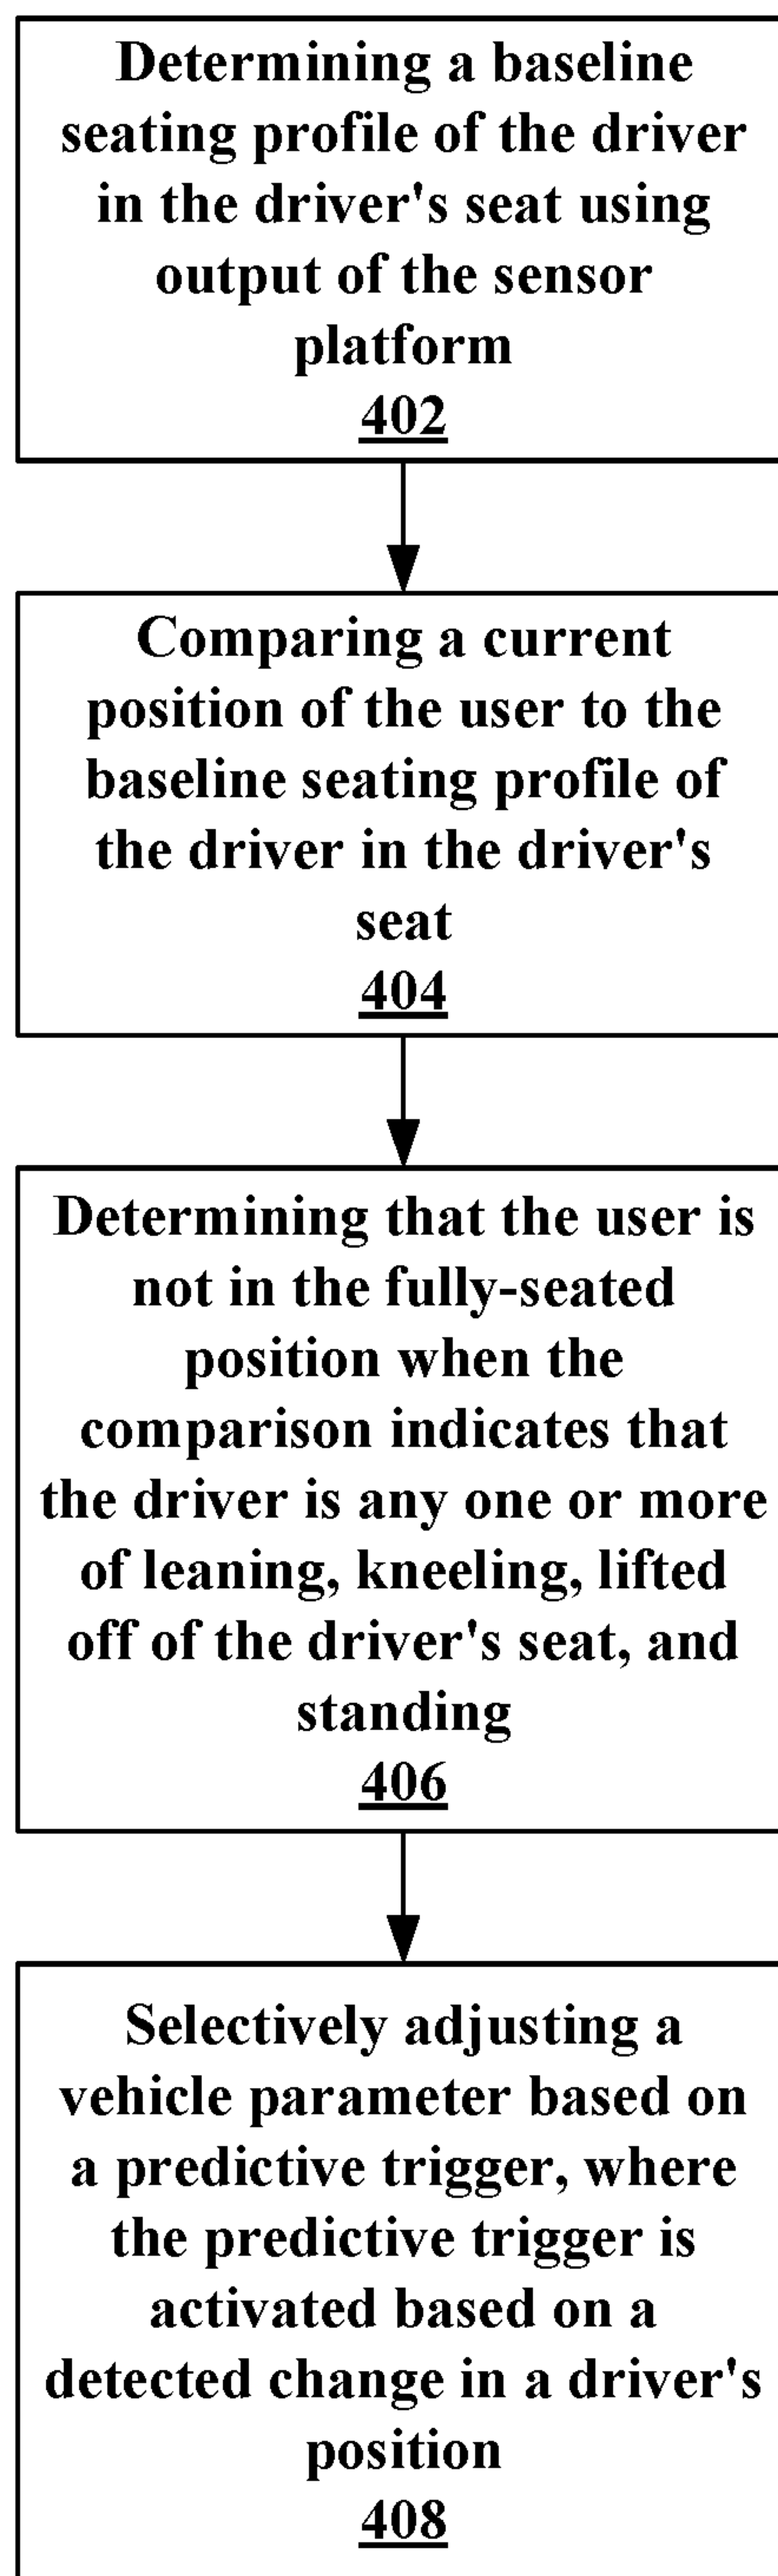 Determining a baseline
seating profile of the driver
in the driver's seat using
output of the sensor
platform
402
Comparing a current
position of the user to the
baseline seating profile of
the driver in the driver's
seat
404
Determining that the user is
not in the fully-seated
position when the
comparison indicates that
the driver is any one or more
of leaning, kneeling, lifted
off of the driver's seat, and
standing
406
Selectively adjusting a
vehicle parameter based on
a predictive trigger, where
the predictive trigger is
activated based on a
detected change in a driver's
position
408